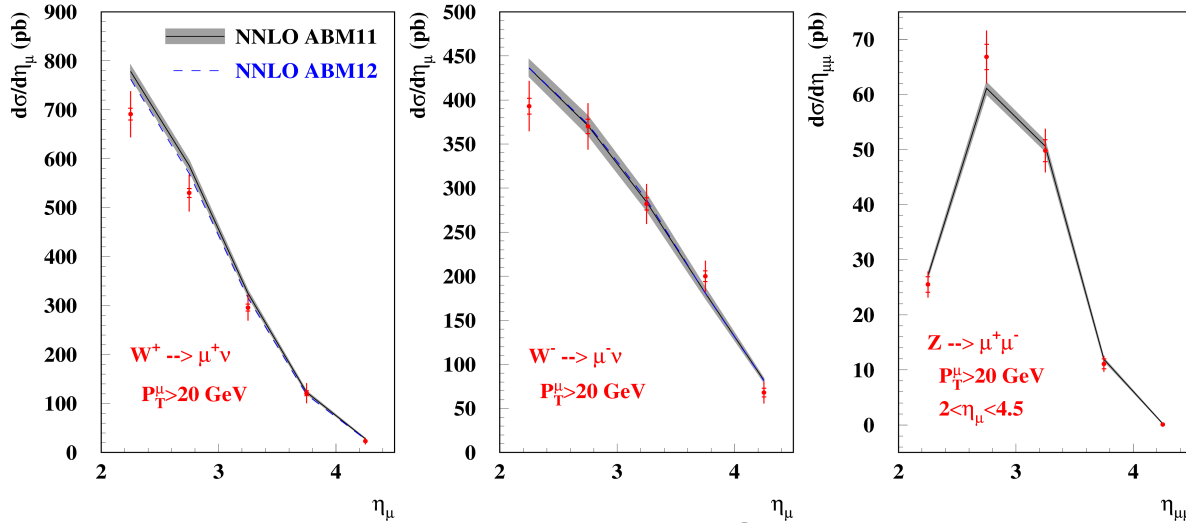 dσ/dη_μ (pb)
900
800
700
600
500
400
300
200
100
0
NNLO ABM11
NNLO ABM12
W⁺ --> μ⁺ν
P_T^μ>20 GeV
2 3 4
η_μ
dσ/dη_μ (pb)
500
450
400
350
300
250
200
150
100
50
0
W⁻ --> μ⁻ν
P_T^μ>20 GeV
2 3 4
η_μ
dσ/dη_μμ (pb)
70
60
50
40
30
20
10
0
Z --> μ⁺μ⁻
P_T^μ>20 GeV
2<η_μ<4.5
2 3 4
η_μμ